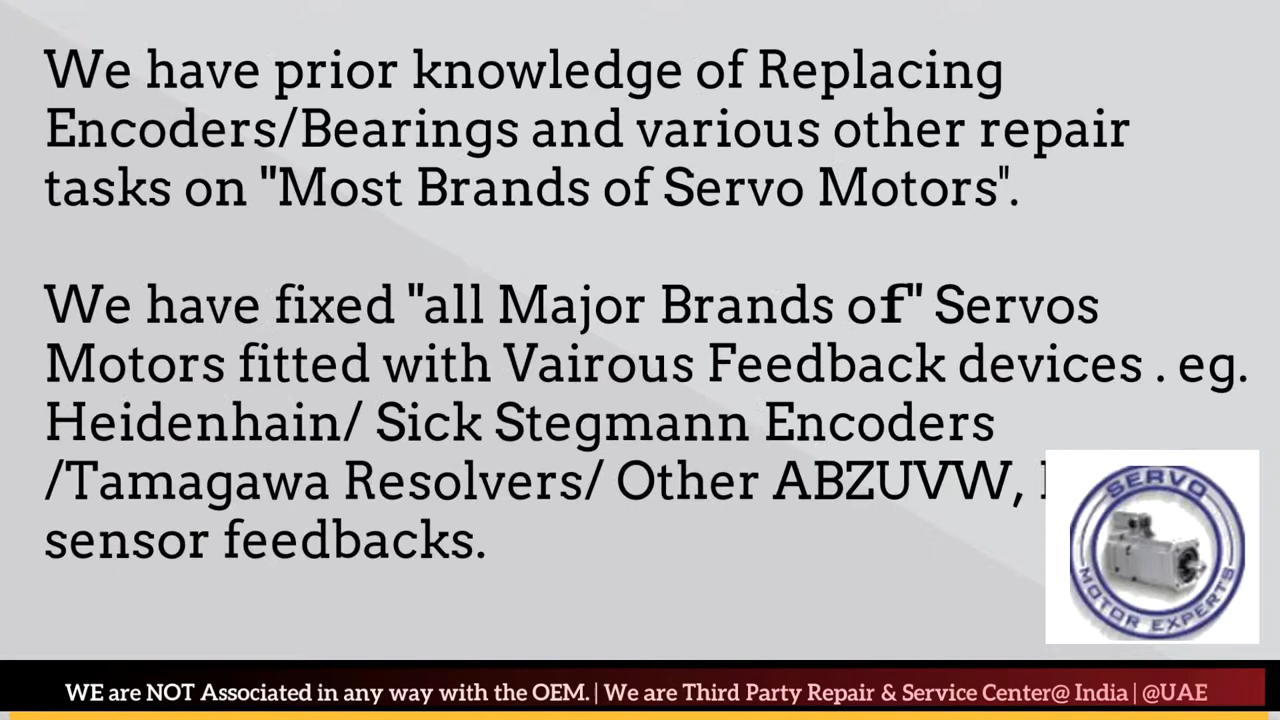 We have prior knowledge of Replacing
Encoders/Bearings and various other repair
tasks on "Most Brands of Servo Motors".
We have fixed "all Major Brands of" Servos
Motors fitted with Vairous Feedback devices . eg.
Heidenhain/ Sick Stegmann Encoders
/Tamagawa Resolvers/ Other ABZUVW,
sensor feedbacks.
SERVO
MOTOR EXPERTS
WE are NOT Associated in any way with the OEM. | We are Third Party Repair & Service Center@ India | @UAE